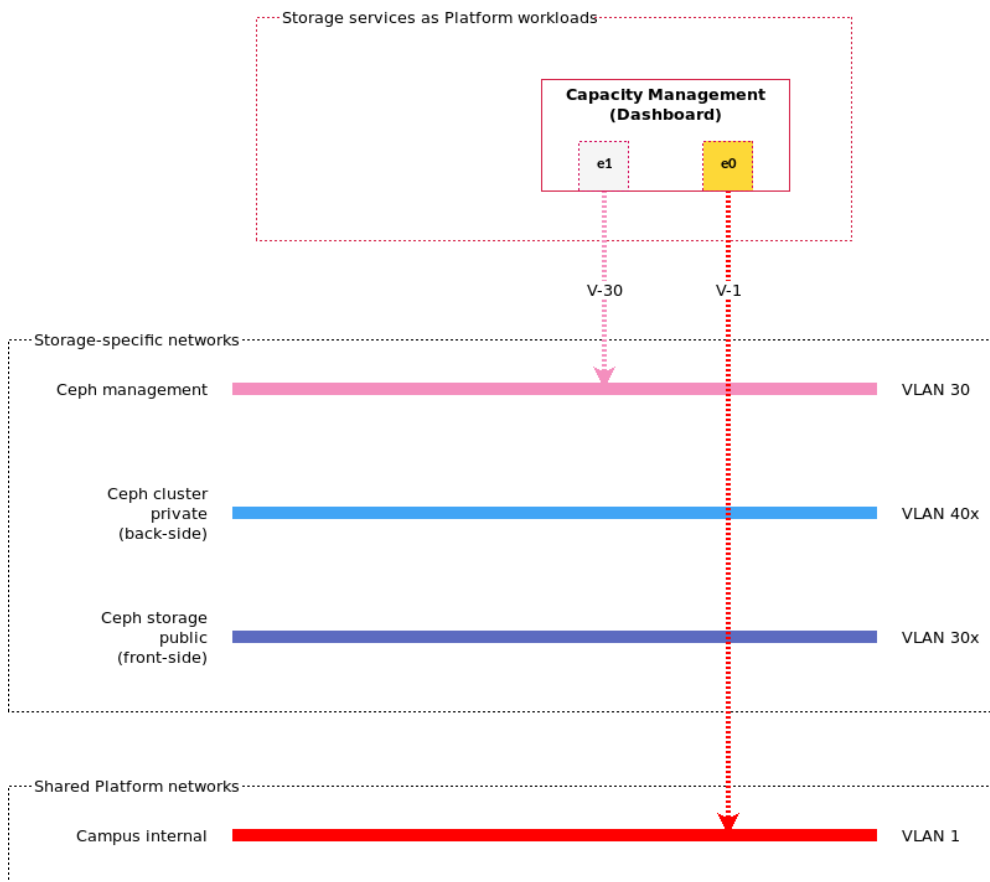 Storage services as Platform workloads
Capacity Management
(Dashboard)
e1
e0
V-30
V-1
Storage-specific networks
Ceph management
VLAN 30
Ceph cluster
private
(back-side)
VLAN 40x
Ceph storage
public
(front-side)
VLAN 30x
Shared Platform networks
Campus internal
VLAN 1